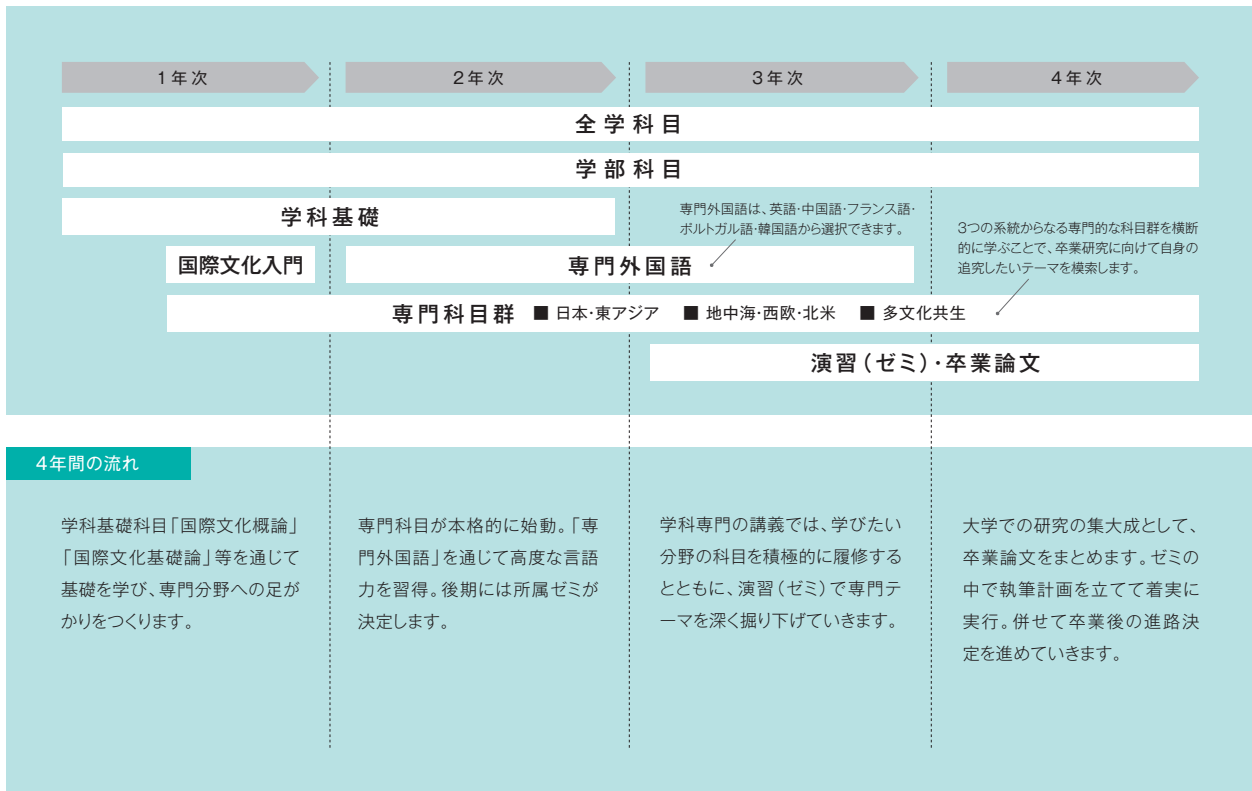 1年次
2年次
3年次
4年次
全学科目
学部科目
学科基礎
専門外国語は、英語・中国語・フランス語・
ポルトガル語・韓国語から選択できます。
3つの系統からなる専門的な科目群を横断
的に学ぶことで、卒業研究に向けて自身の
追究したいテーマを模索します。
国際文化入門
専門外国語
専門科目群 ■ 日本・東アジア ■ 地中海・西欧・北米 ■ 多文化共生
演習(ゼミ)・卒業論文
4年間の流れ
学科基礎科目「国際文化概論」
「国際文化基礎論」等を通じて
基礎を学び、専門分野への足が
かりをつくります。
専門科目が本格的に始動。「専
門外国語」を通じて高度な言語
力を習得。後期には所属ゼミが
決定します。
学科専門の講義では、学びたい
分野の科目を積極的に履修する
とともに、演習(ゼミ)で専門テ
ーマを深く掘り下げていきます。
大学での研究の集大成として、
卒業論文をまとめます。ゼミの
中で執筆計画を立てて着実に
実行。併せて卒業後の進路決
定を進めていきます。